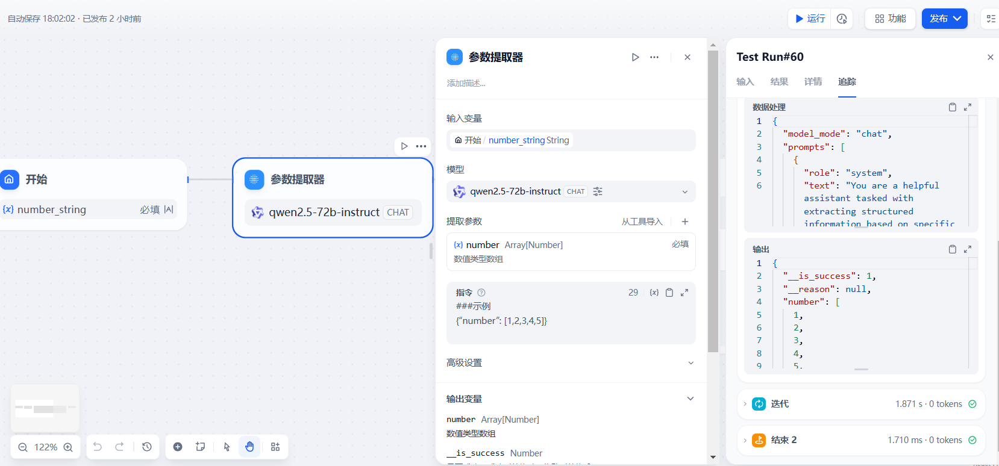 自动保存 18:02:02 · 已发布 2 小时前
运行
功能
发布
开始
number_string
必填
参数提取器
qwen2.5-72b-instruct CHAT
122%
参数提取器
添加描述...
输入变量
开始 / number_string String
模型
qwen2.5-72b-instruct CHAT
提取参数
从工具导入
{x} number Array[Number]
必填
数值类型数组
指令
29
###示例
{“number”: [1,2,3,4,5]}
高级设置
输出变量
number Array[Number]
数值类型数组
__is_success Number
Test Run#60
输入 结果 详情 追踪
数据处理
1 {
2 "model_mode": "chat",
3 "prompts": [
4 {
5 "role": "system",
6 "text": "You are a helpful
assistant tasked with
extracting structured
information based on specific
输出
1 {
2 "__is_success": 1,
3 "__reason": null,
4 "number": [
5 1,
6 2,
7 3,
8 4,
9 5,
迭代
1.871 s · 0 tokens
结束 2
1.710 ms · 0 tokens